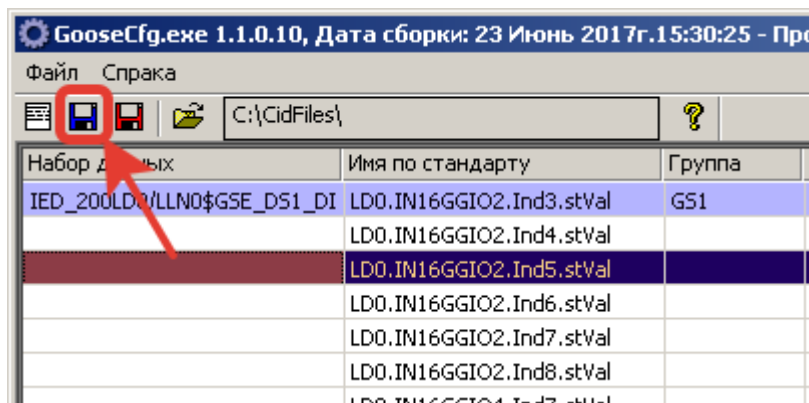 GooseCfg.exe 1.1.0.10, Дата сборки: 23 Июнь 2017г.15:30:25 - Про
Файл Спрака
C:\CidFiles\
Набор данных Имя по стандарту Группа
IED_200LD0/LLN0$GSE_DS1_DI LD0.IN16GGIO2.Ind3.stVal GS1
LD0.IN16GGIO2.Ind4.stVal
LD0.IN16GGIO2.Ind5.stVal
LD0.IN16GGIO2.Ind6.stVal
LD0.IN16GGIO2.Ind7.stVal
LD0.IN16GGIO2.Ind8.stVal